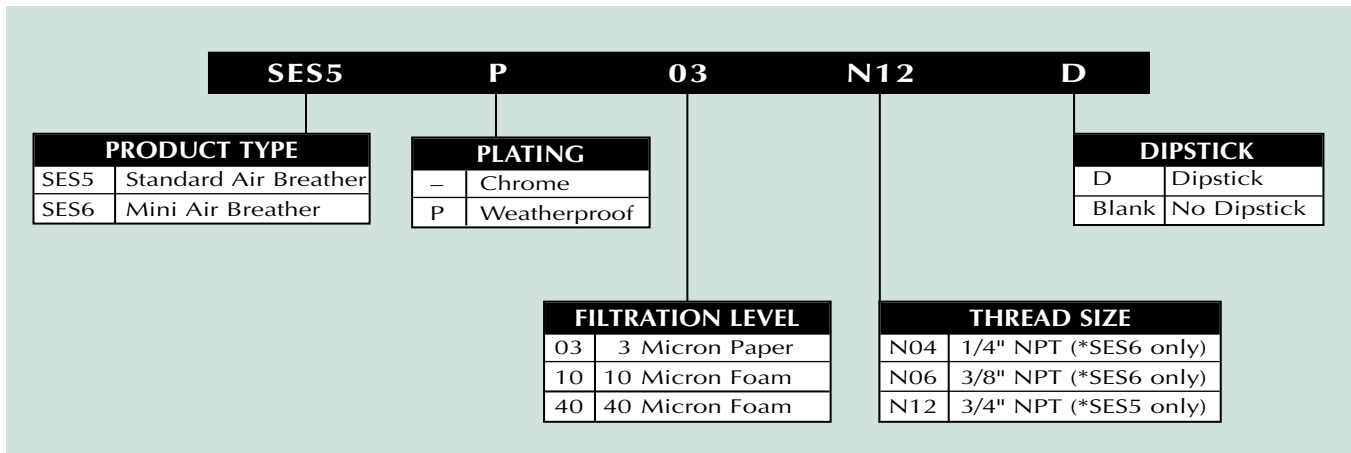 SES5 P 03 N12 D
PRODUCT TYPE
SES5 Standard Air Breather
SES6 Mini Air Breather
PLATING
– Chrome
P Weatherproof
DIPSTICK
D Dipstick
Blank No Dipstick
FILTRATION LEVEL
03 3 Micron Paper
10 10 Micron Foam
40 40 Micron Foam
THREAD SIZE
N04 1/4" NPT (*SES6 only)
N06 3/8" NPT (*SES6 only)
N12 3/4" NPT (*SES5 only)